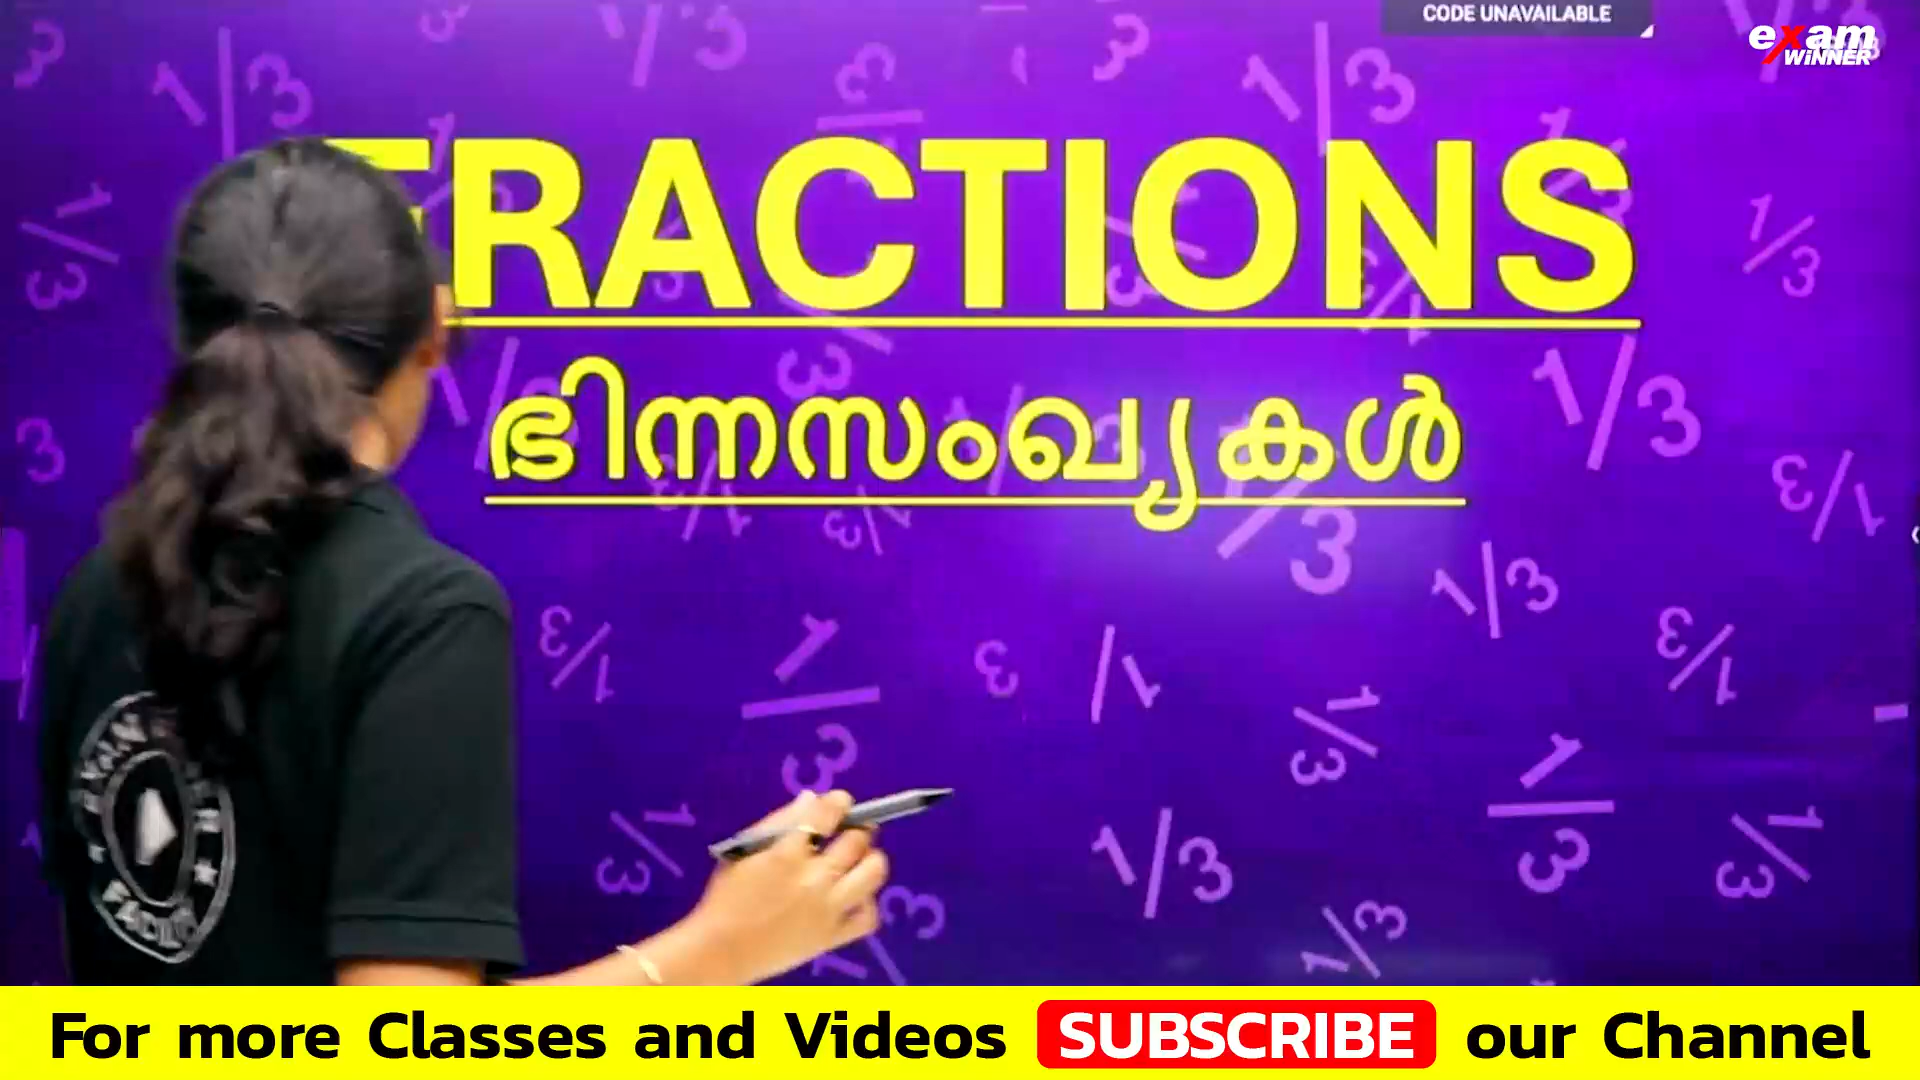 CODE UNAVAILABLE
exam
WiNNER
FRACTIONS
ഭിന്നസംഖ്യകൾ
For more Classes and Videos SUBSCRIBE our Channel